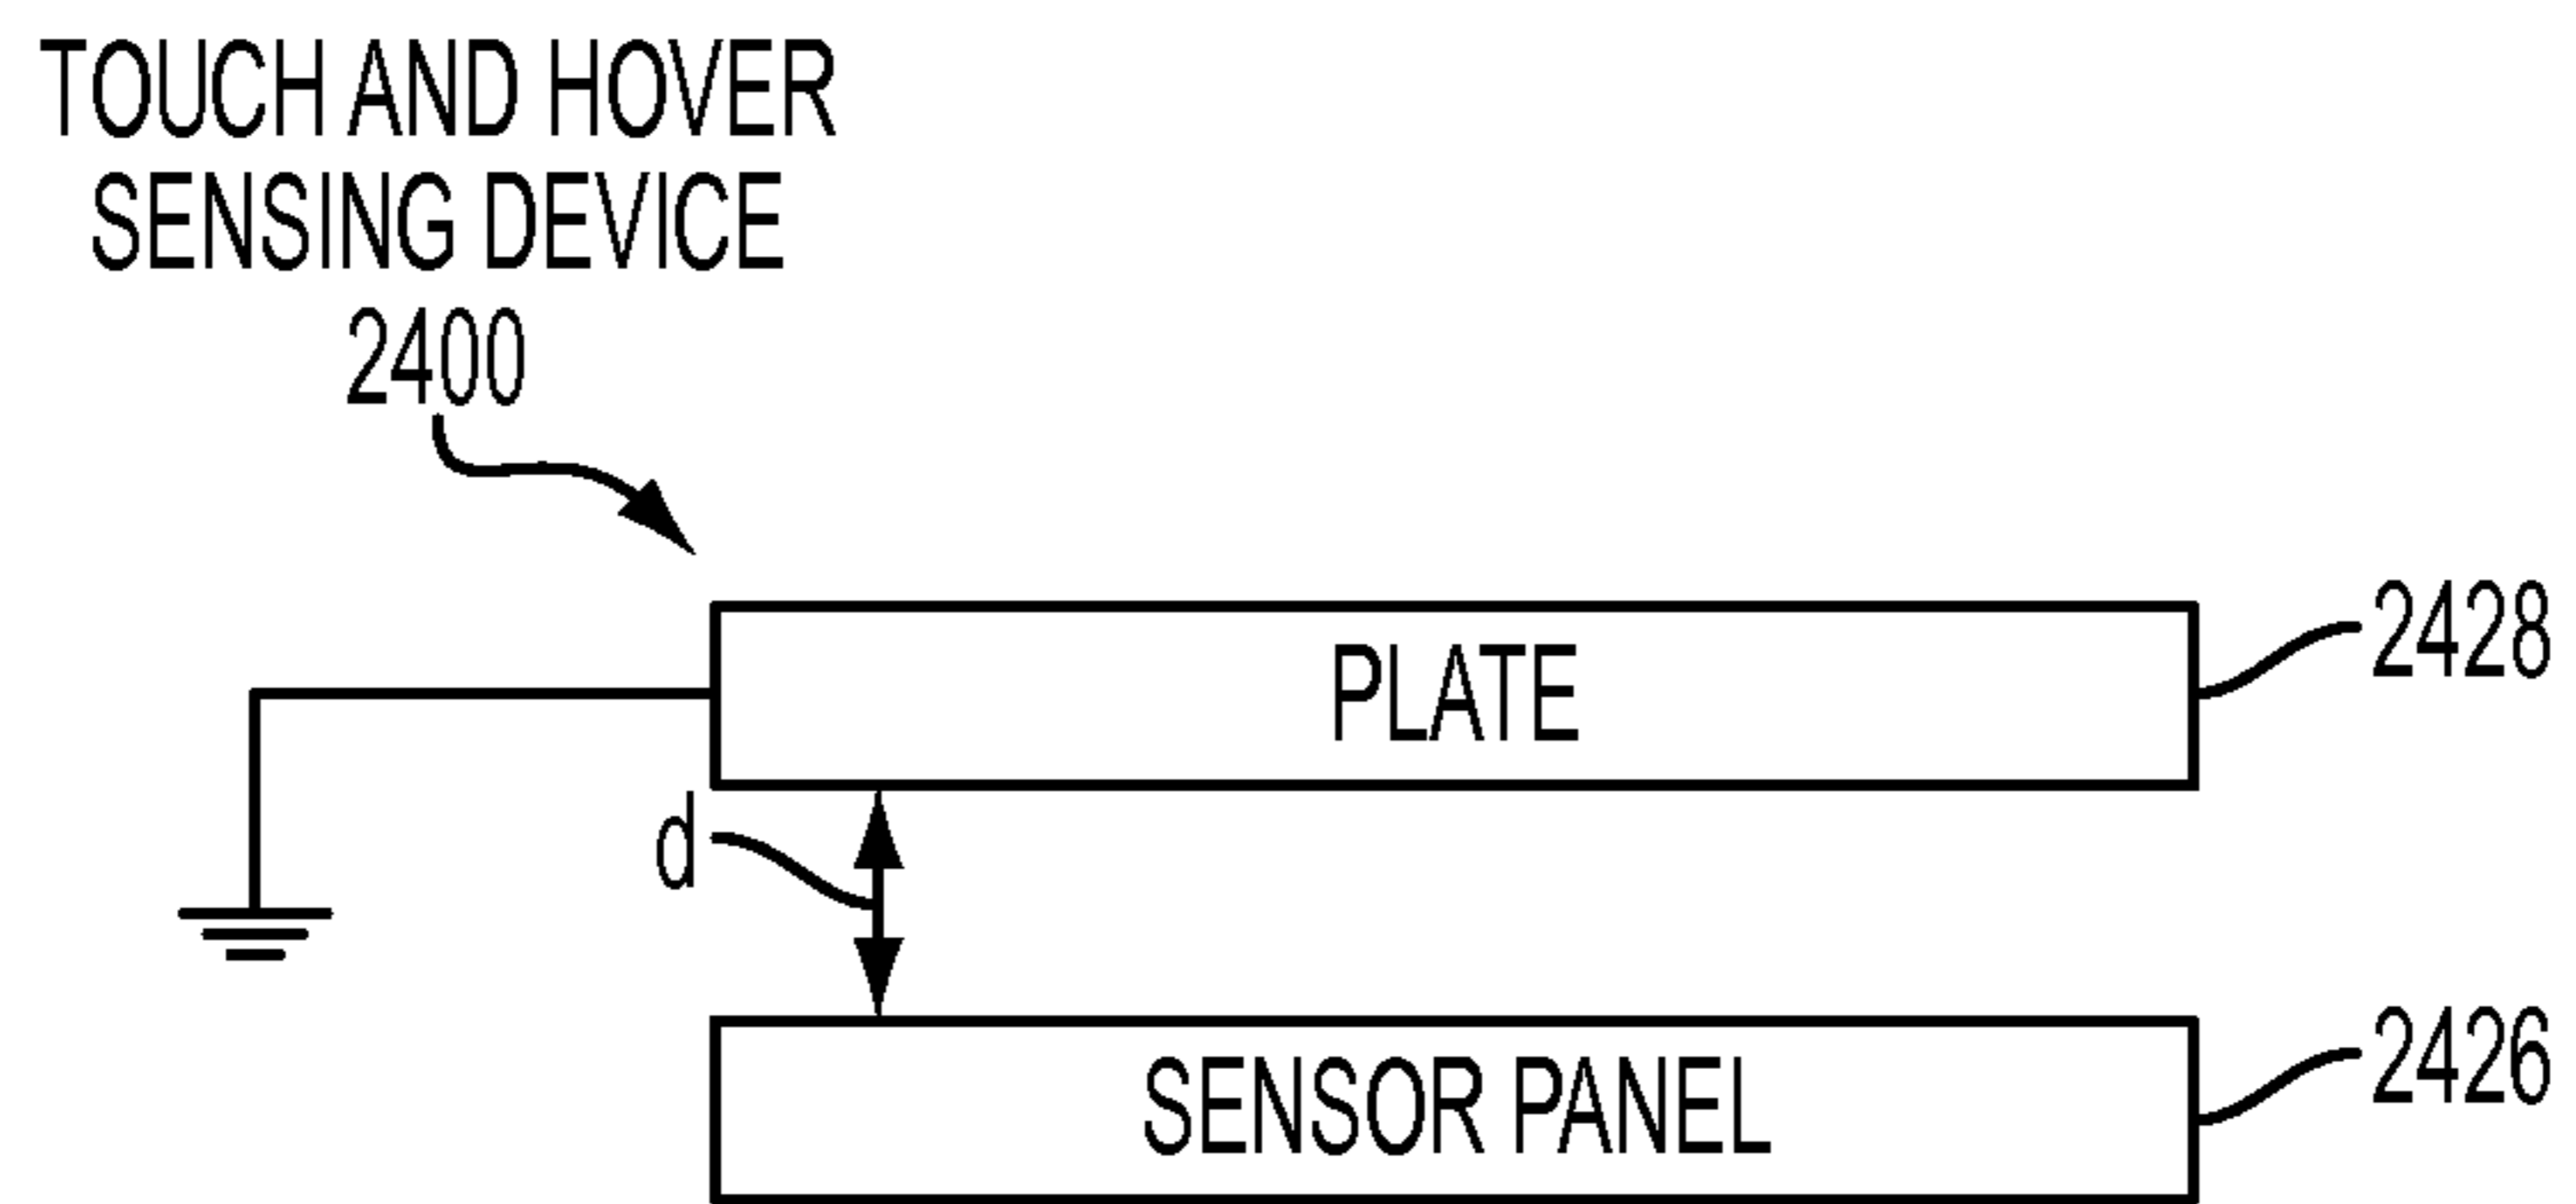 TOUCH AND HOVER
SENSING DEVICE
2400
PLATE
2428
d
SENSOR PANEL
2426